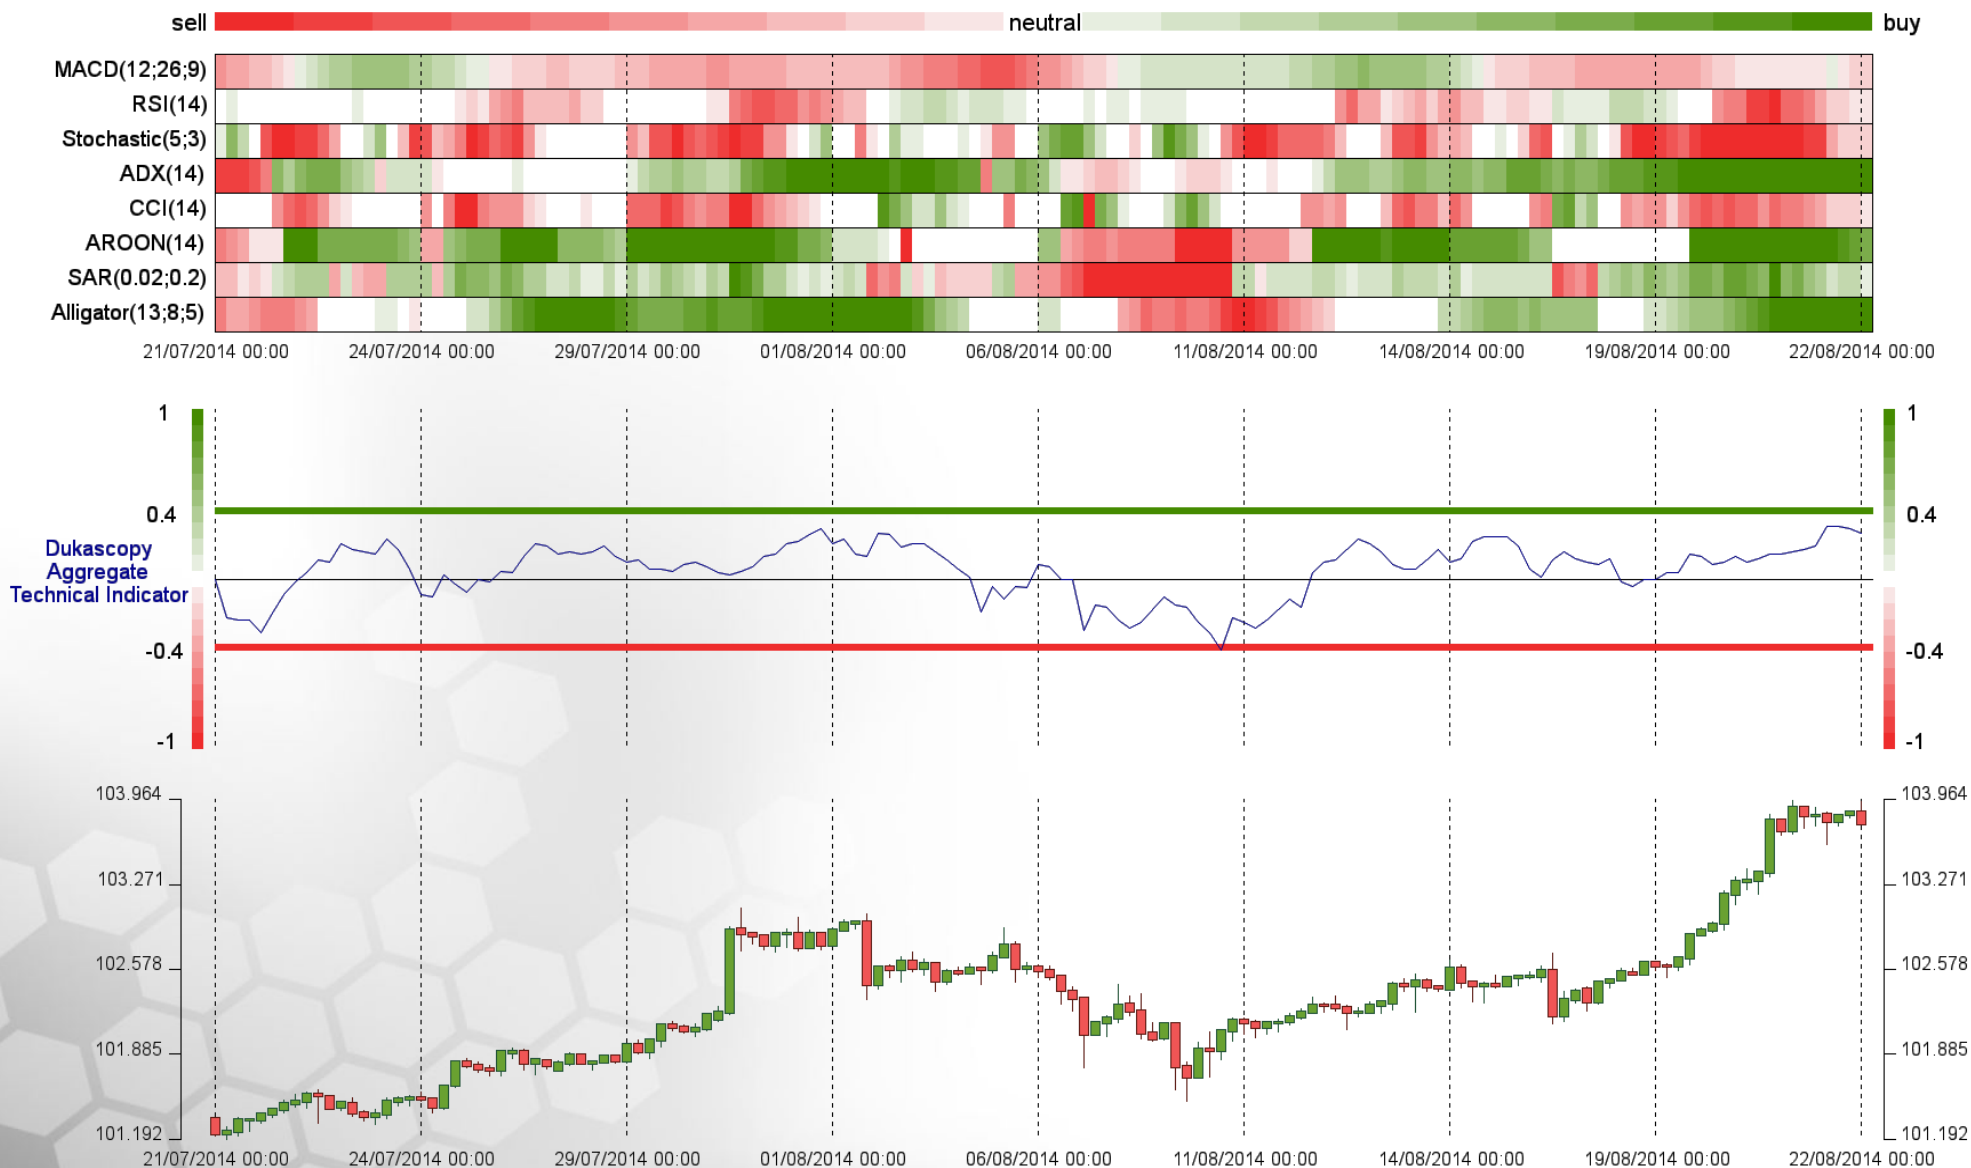 sell neutral buy
MACD(12;26;9)
RSI(14)
Stochastic(5;3)
ADX(14)
CCI(14)
AROON(14)
SAR(0.02;0.2)
Alligator(13;8;5)
21/07/2014 00:00 24/07/2014 00:00 29/07/2014 00:00 01/08/2014 00:00 06/08/2014 00:00 11/08/2014 00:00 14/08/2014 00:00 19/08/2014 00:00 22/08/2014 00:00
1 1
0.4 0.4
Dukascopy
Aggregate
Technical Indicator
-0.4 -0.4
-1 -1
103.964 103.964
103.271 103.271
102.578 102.578
101.885 101.885
101.192 101.192
21/07/2014 00:00 24/07/2014 00:00 29/07/2014 00:00 01/08/2014 00:00 06/08/2014 00:00 11/08/2014 00:00 14/08/2014 00:00 19/08/2014 00:00 22/08/2014 00:00